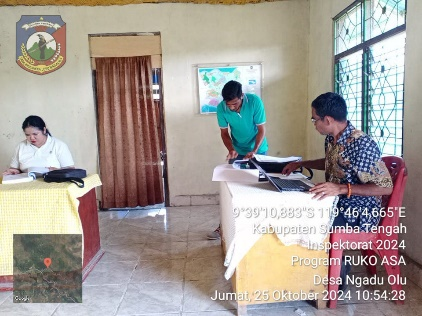 9°39'10,883"S 119°46'4,665"E
Kabupaten Sumba Tengah
Inspektorat 2024
Program RUKO ASA
Desa Ngadu Olu
Jumat, 25 Oktober 2024 10:54:28
Google